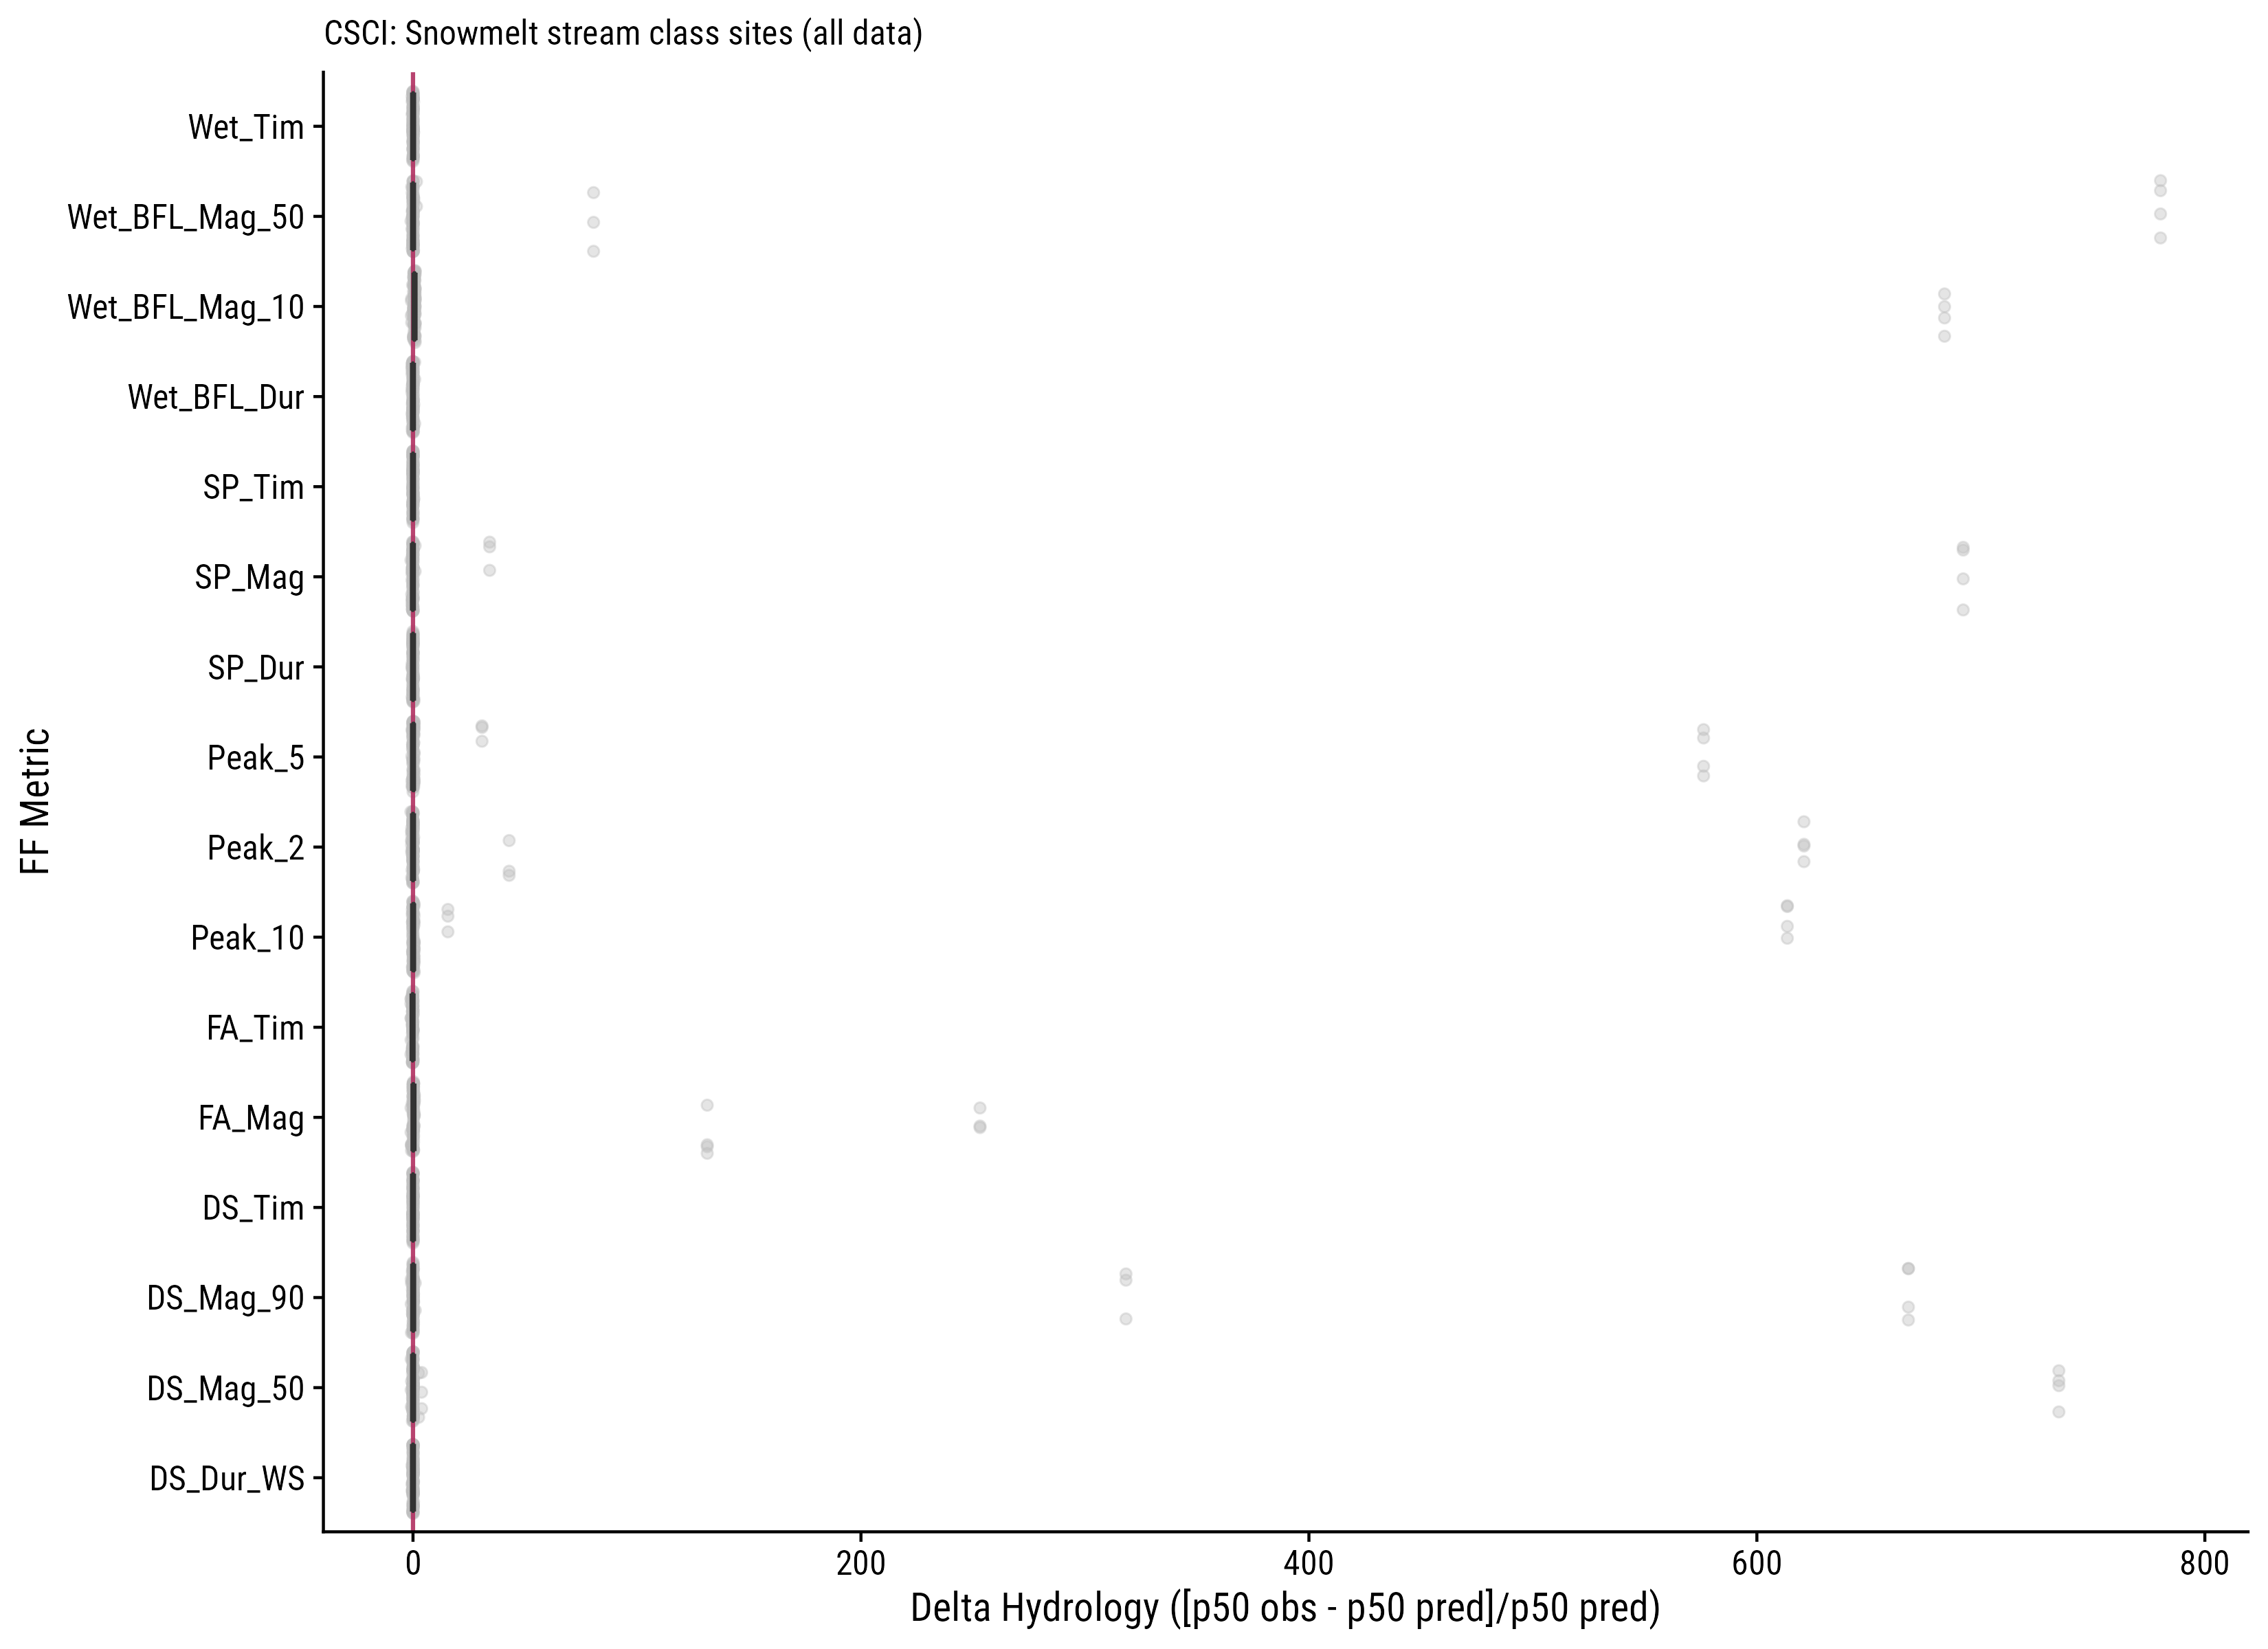 CSCI: Snowmelt stream class sites (all data)
FF Metric
Wet_Tim
Wet_BFL_Mag_50
Wet_BFL_Mag_10
Wet_BFL_Dur
SP_Tim
SP_Mag
SP_Dur
Peak_5
Peak_2
Peak_10
FA_Tim
FA_Mag
DS_Tim
DS_Mag_90
DS_Mag_50
DS_Dur_WS
0 200 400 600 800
Delta Hydrology ([p50 obs - p50 pred]/p50 pred)